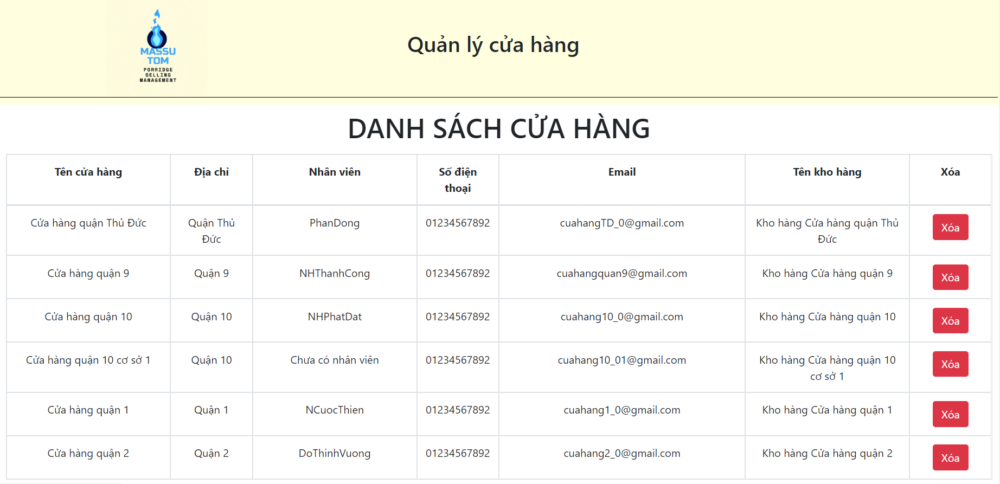 MASSU
TOM
PORRIDGE
SELLING
MANAGEMENT
Quản lý cửa hàng
DANH SÁCH CỬA HÀNG
Tên cửa hàng Địa chỉ Nhân viên Số điện thoại Email Tên kho hàng Xóa
Cửa hàng quận Thủ Đức Quận Thủ Đức PhanDong 01234567892 cuahangTD_0@gmail.com Kho hàng Cửa hàng quận Thủ Đức Xóa
Cửa hàng quận 9 Quận 9 NHThanhCong 01234567892 cuahangquan9@gmail.com Kho hàng Cửa hàng quận 9 Xóa
Cửa hàng quận 10 Quận 10 NHPhatDat 01234567892 cuahang10_0@gmail.com Kho hàng Cửa hàng quận 10 Xóa
Cửa hàng quận 10 cơ sở 1 Quận 10 Chưa có nhân viên 01234567892 cuahang10_01@gmail.com Kho hàng Cửa hàng quận 10 cơ sở 1 Xóa
Cửa hàng quận 1 Quận 1 NCuocThien 01234567892 cuahang1_0@gmail.com Kho hàng Cửa hàng quận 1 Xóa
Cửa hàng quận 2 Quận 2 DoThinhVuong 01234567892 cuahang2_0@gmail.com Kho hàng Cửa hàng quận 2 Xóa